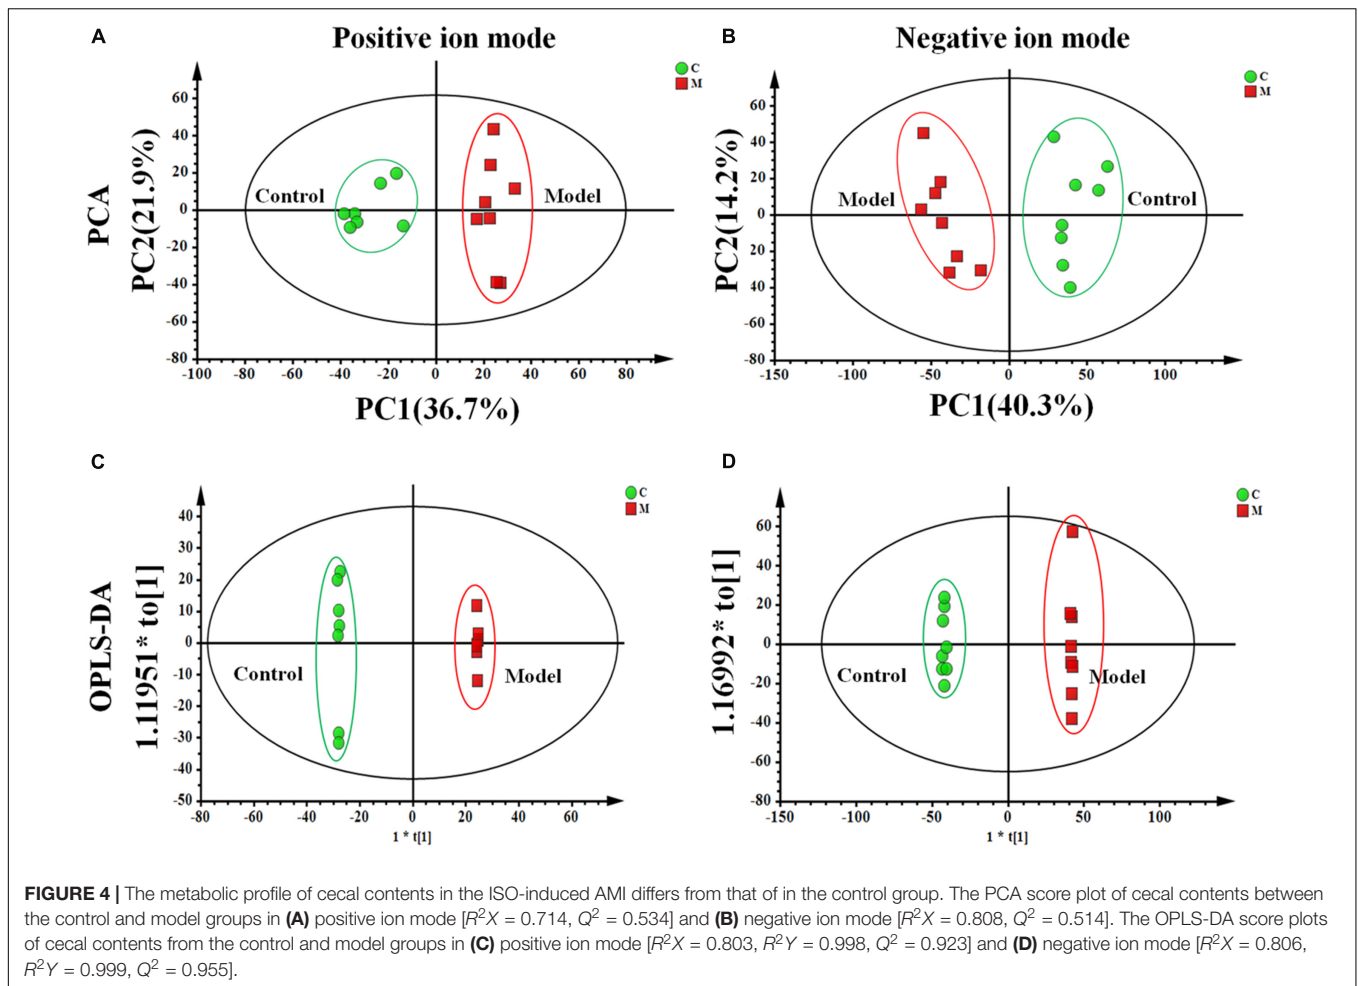 A
Positive ion mode
B
Negative ion mode
C
M
C
M
PCA
PC2(21.9%)
60
40
20
0
-20
-40
-60
-80
Control
Model
-100
-80
-60
-40
-20
0
20
40
60
80
PC1(36.7%)
PC2(14.2%)
60
40
20
0
20
40
-60
-80
Model
Control
-150
-100
-50
0
50
100
PC1(40.3%)
C
D
C
M
C
M
OPLS-DA
1.11951* to[1]
40
30
20
10
0
-10
-20
-30
-40
-50
Control
Model
-80
-60
-40
-20
0
20
40
60
1 * t[1]
1.16992* to[1]
60
40
20
0
-20
-40
-60
-80
Control
Model
-150
-100
-50
0
50
100
1 * t[1]
FIGURE 4 | The metabolic profile of cecal contents in the ISO-induced AMI differs from that of in the control group. The PCA score plot of cecal contents between
the control and model groups in (A) positive ion mode [R²X = 0.714, Q² = 0.534] and (B) negative ion mode [R²X = 0.808, Q² = 0.514]. The OPLS-DA score plots
of cecal contents from the control and model groups in (C) positive ion mode [R²X = 0.803, R²Y = 0.998, Q² = 0.923] and (D) negative ion mode [R²X = 0.806,
R²Y = 0.999, Q² = 0.955].